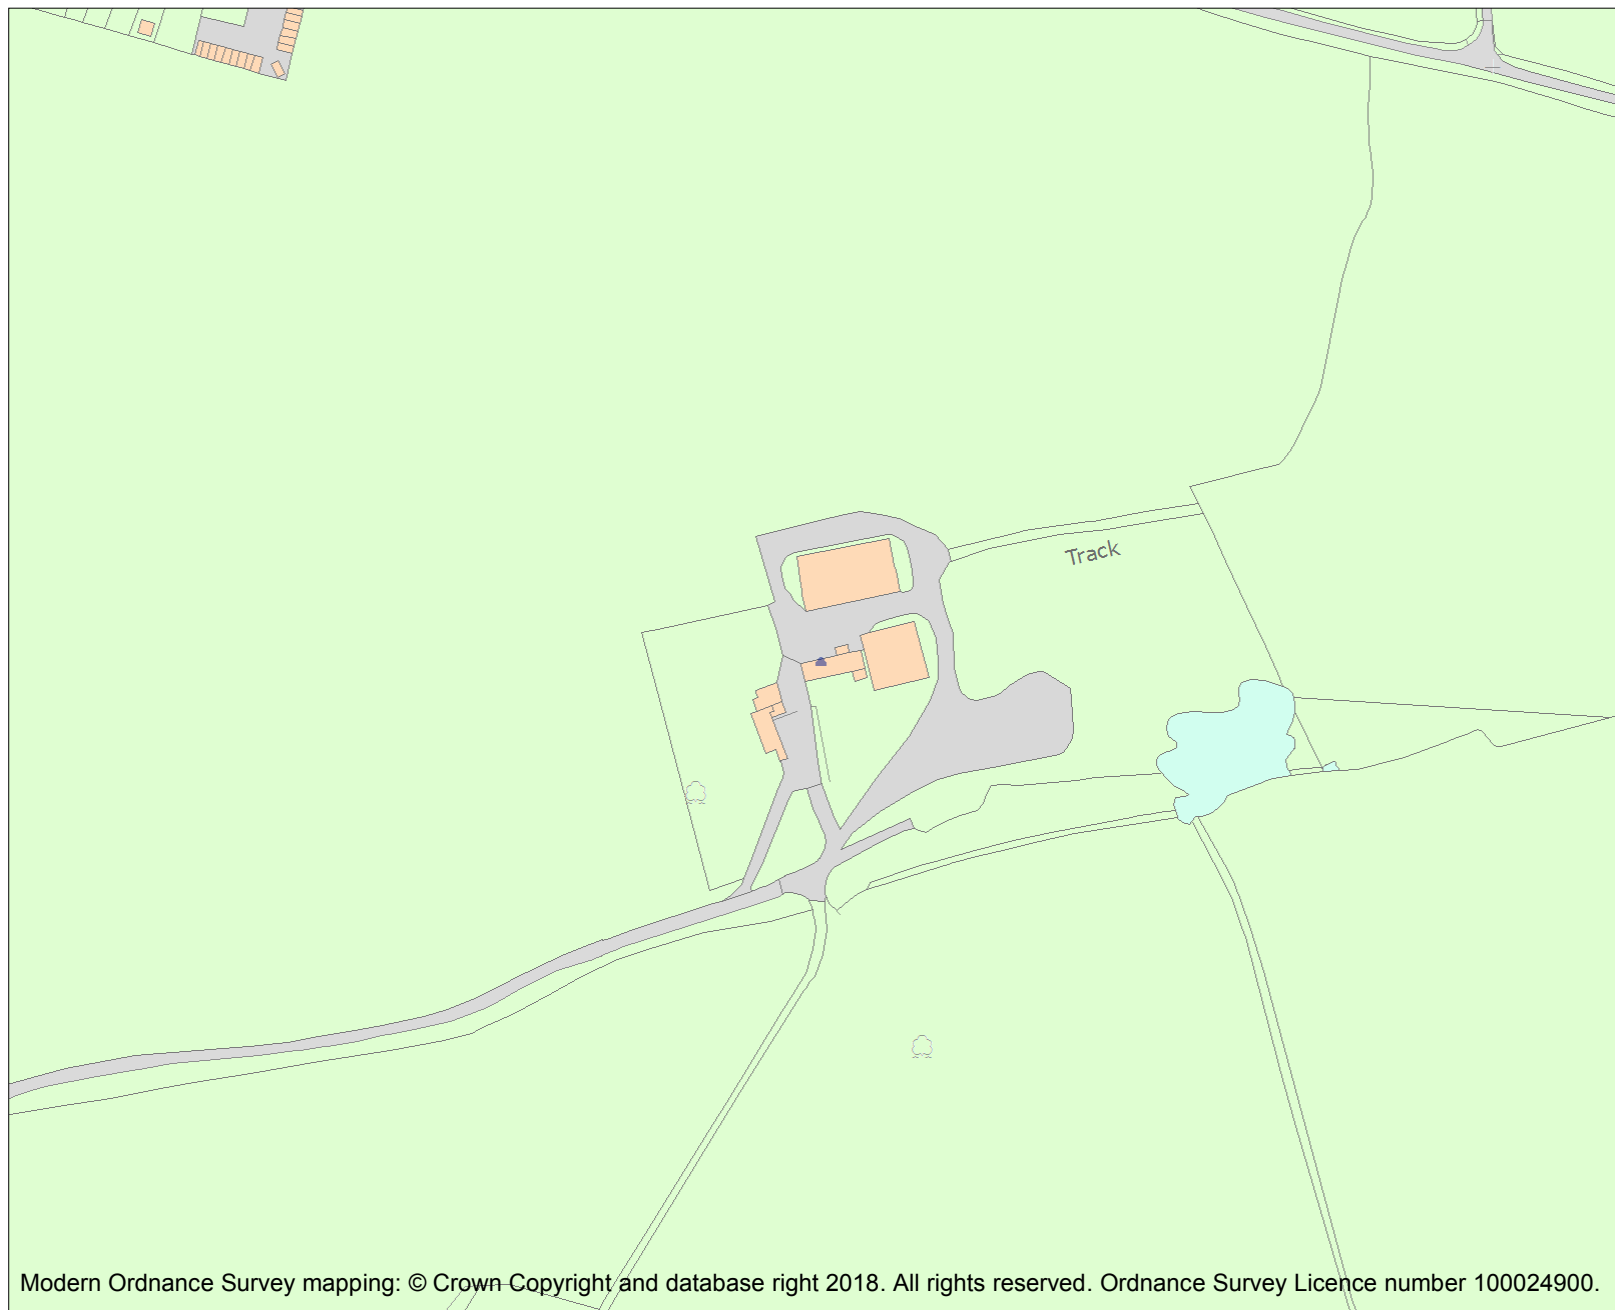 Track
Modern Ordnance Survey mapping: © Crown Copyright and database right 2018. All rights reserved. Ordnance Survey Licence number 100024900.